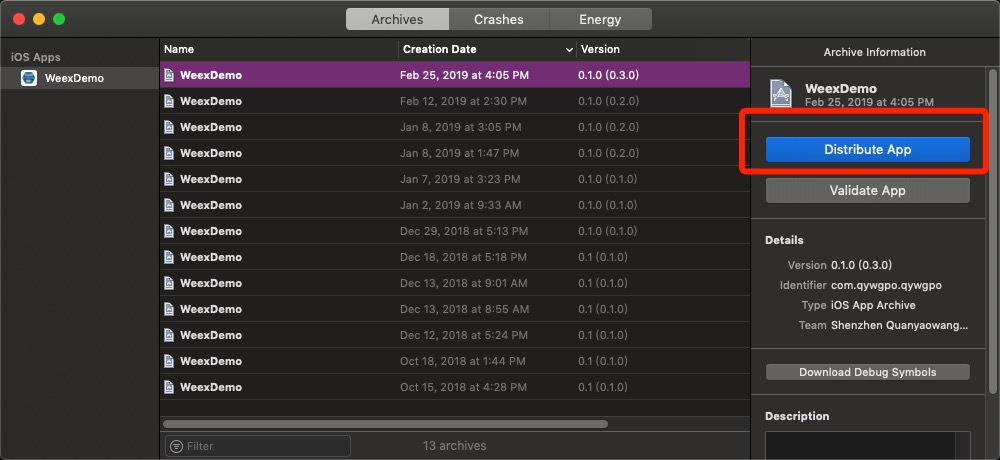 Archives Crashes Energy
iOS Apps
WeexDemo
Name Creation Date Version
WeexDemo Feb 25, 2019 at 4:05 PM 0.1.0 (0.3.0)
WeexDemo Feb 12, 2019 at 2:30 PM 0.1.0 (0.2.0)
WeexDemo Jan 8, 2019 at 3:05 PM 0.1.0 (0.2.0)
WeexDemo Jan 8, 2019 at 1:47 PM 0.1.0 (0.2.0)
WeexDemo Jan 7, 2019 at 3:23 PM 0.1.0 (0.1.0)
WeexDemo Jan 2, 2019 at 9:33 AM 0.1.0 (0.1.0)
WeexDemo Dec 29, 2018 at 5:13 PM 0.1.0 (0.1.0)
WeexDemo Dec 18, 2018 at 5:18 PM 0.1 (0.1.0)
WeexDemo Dec 13, 2018 at 9:01 AM 0.1 (0.1.0)
WeexDemo Dec 13, 2018 at 8:55 AM 0.1 (0.1.0)
WeexDemo Dec 12, 2018 at 5:24 PM 0.1 (0.1.0)
WeexDemo Oct 18, 2018 at 1:44 PM 0.1 (0.1.0)
WeexDemo Oct 15, 2018 at 4:28 PM 0.1 (0.1.0)
Filter
13 archives
Archive Information
WeexDemo
Feb 25, 2019 at 4:05 PM
Distribute App
Validate App
Details
Version 0.1.0 (0.3.0)
Identifier com.qywgpo.qywgpo
Type iOS App Archive
Team Shenzhen Quanyaowang...
Download Debug Symbols
Description